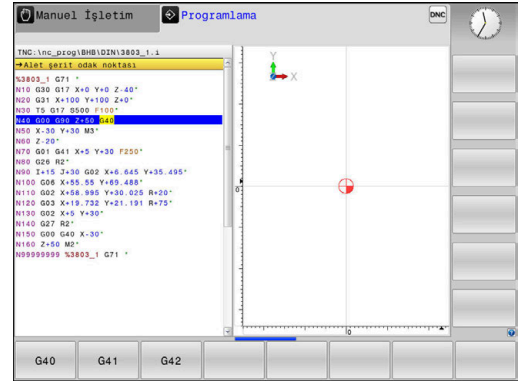 Manuel İşletim
Programlama
DNC
TNC:\nc_prog\BHB\DIN\3803_1.i
→Alet şerit odak noktası
%3803_1 G71 *
N10 G30 G17 X+0 Y+0 Z-40*
N20 G31 X+100 Y+100 Z+0*
N30 T5 G17 S500 F100*
N40 G00 G90 Z+50 G40
N50 X-30 Y+30 M3*
N60 Z-20*
N70 G01 G41 X+5 Y+30 F250*
N80 G26 R2*
N90 I+15 J+30 G02 X+6.645 Y+35.495*
N100 G06 X+55.55 Y+69.488*
N110 G02 X+58.995 Y+30.025 R+20*
N120 G03 X+19.732 Y+21.191 R+75*
N130 G02 X+5 Y+30*
N140 G27 R2*
N150 G00 G40 X-30*
N160 Z+50 M2*
N99999999 %3803_1 G71 *
Y
X
0
0
G40
G41
G42